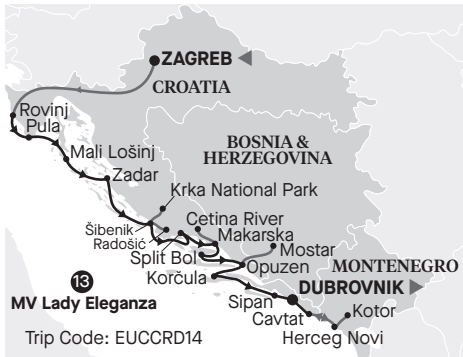 ZAGREB
CROATIA
Rovinj
Pula
Mali Lošinj
Zadar
BOSNIA &
HERZEGOVINA
Krka National Park
Šibenik
Cetina River
Radošić
Makarska
Split Bol
Mostar
Opuzen
Korčula
MONTENEGRO
13
DUBROVNIK
MV Lady Eleganza
Sipan
Kotor
Cavtat
Trip Code: EUCCRD14
Herceg Novi